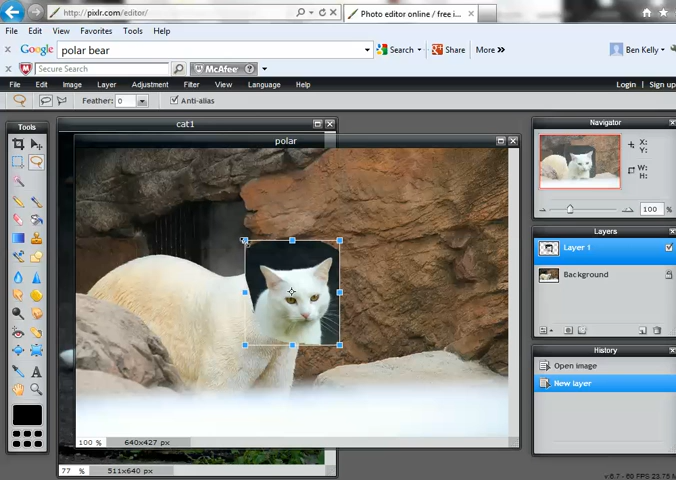 http://pixlr.com/editor/
Photo editor online / free i...
File Edit View Favorites Tools Help
Google polar bear Search Share More >> Ben Kelly
Secure Search McAfee
File Edit Image Layer Adjustment Filter View Language Help Login Sign up
Feather: 0 Anti-alias
Tools
cat1
polar
Navigator
X:
Y:
W:
H:
100 %
Layers
Layer 1
Background
History
Open image
New layer
100 % 640x427 px
77 % 511x640 px